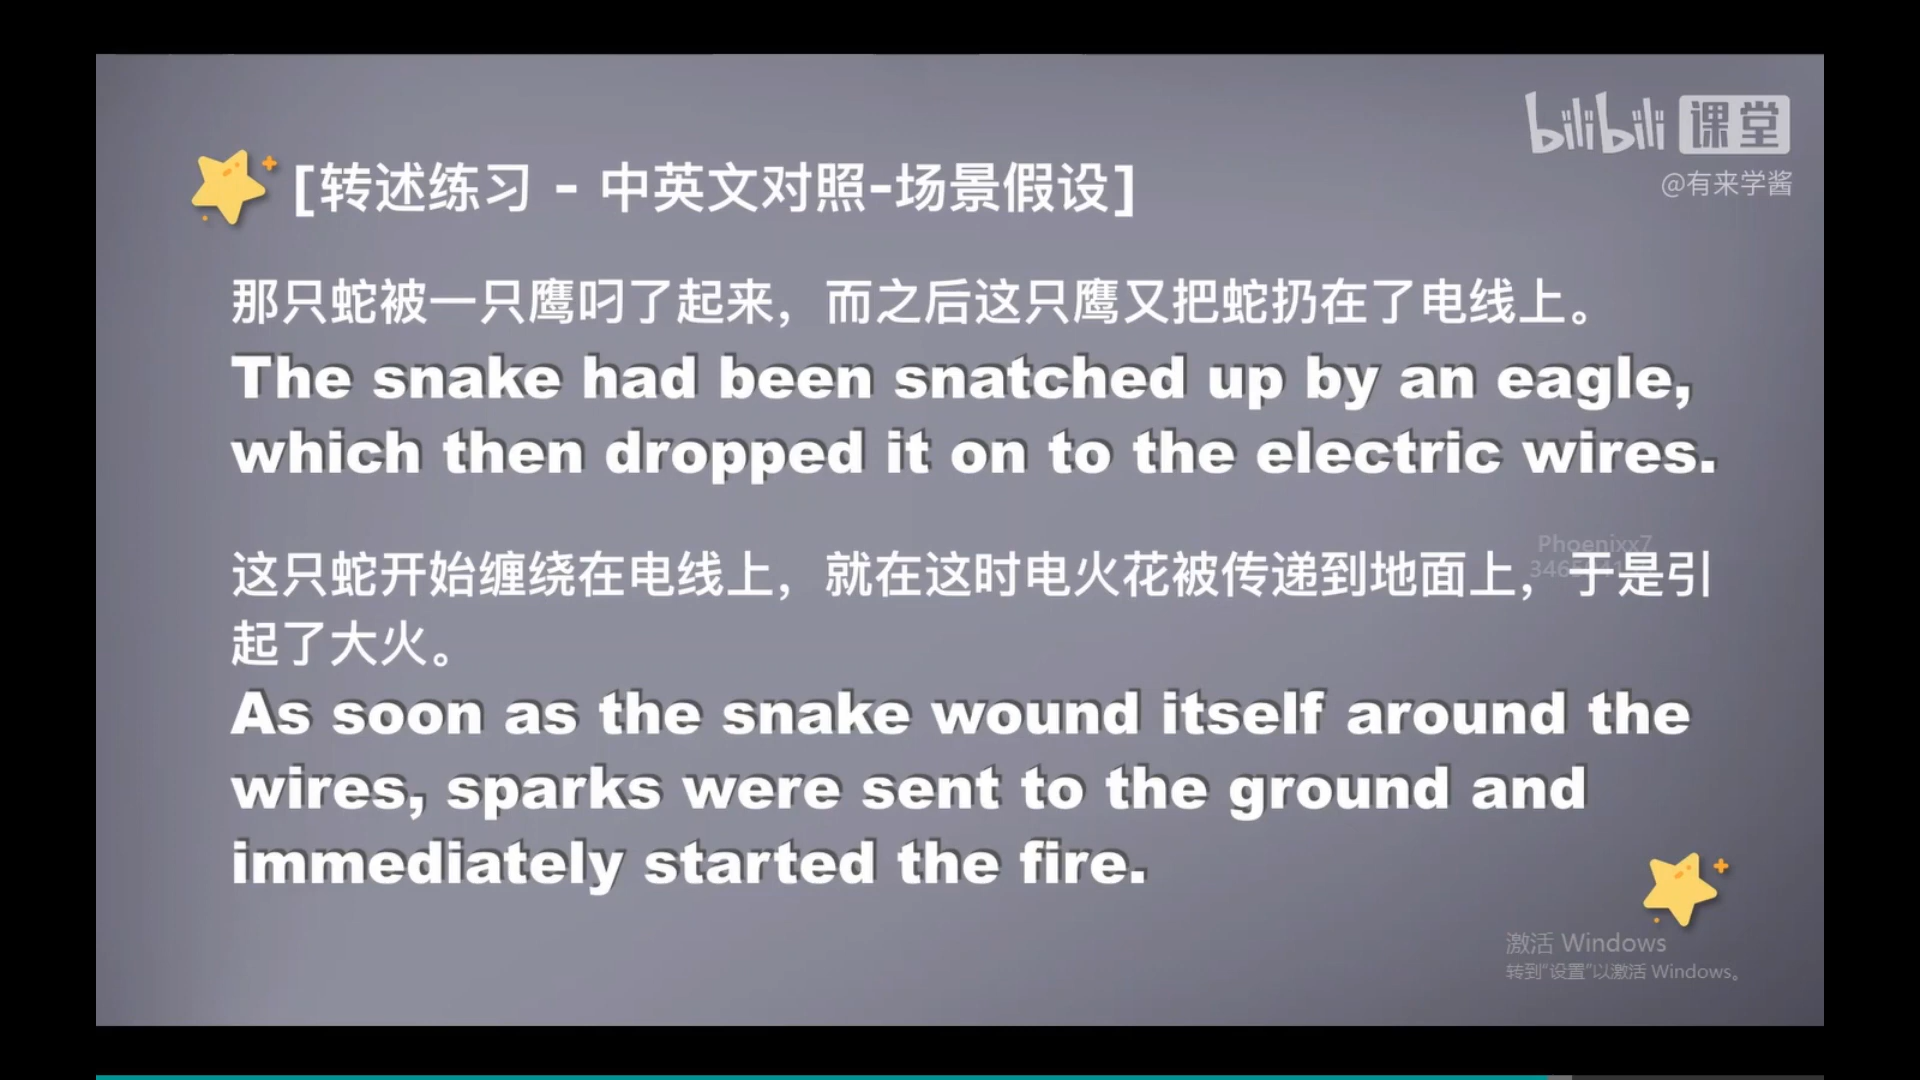 bilibili 课堂
@有来学酱
[转述练习 - 中英文对照-场景假设]
那只蛇被一只鹰叼了起来，而之后这只鹰又把蛇扔在了电线上。
The snake had been snatched up by an eagle,
which then dropped it on to the electric wires.
Phoenixx7
这只蛇开始缠绕在电线上，就在这时电火花被传递到地面上，于是引
起了大火。
As soon as the snake wound itself around the
wires, sparks were sent to the ground and
immediately started the fire.
激活 Windows
转到“设置”以激活 Windows。